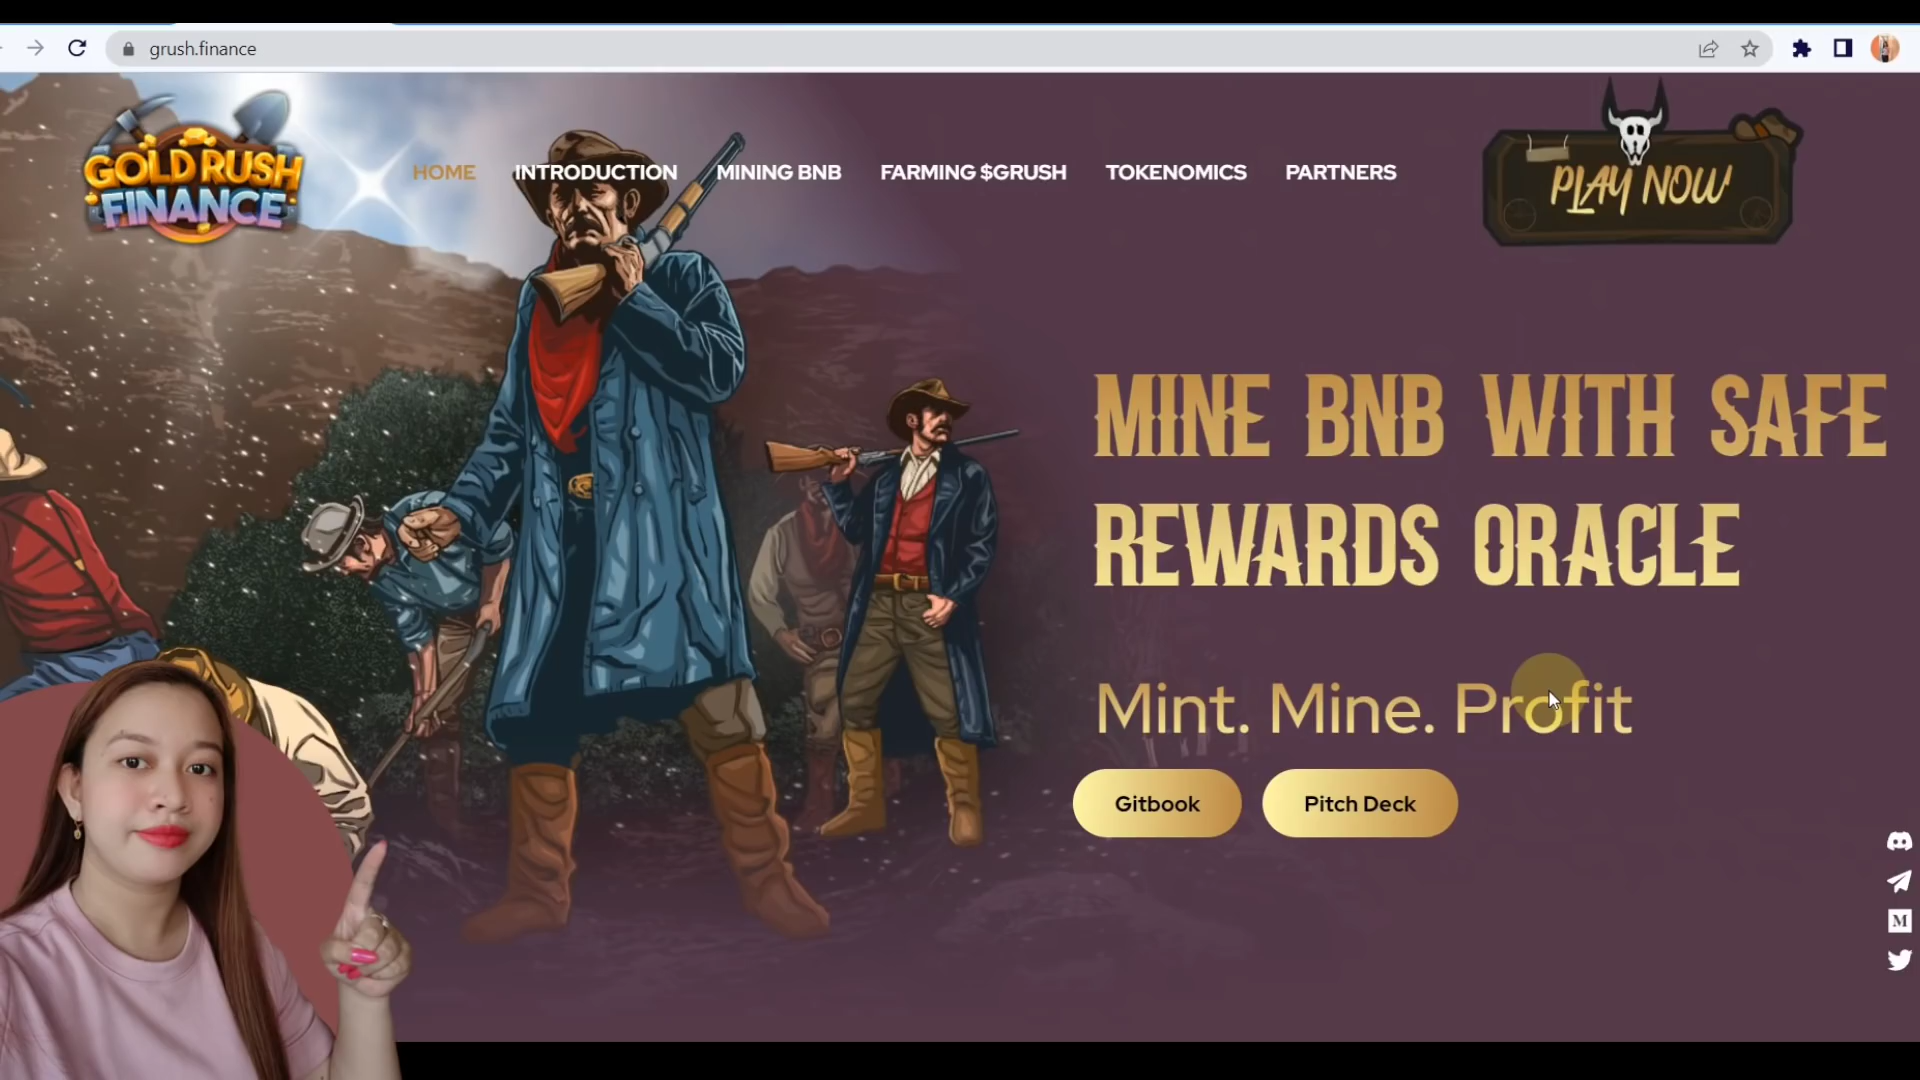 grush.finance
GOLD RUSH
FINANCE
HOME INTRODUCTION MINING BNB FARMING $GRUSH TOKENOMICS PARTNERS
PLAY NOW
MINE BNB WITH SAFE
REWARDS ORACLE
Mint. Mine. Profit
Gitbook Pitch Deck
M